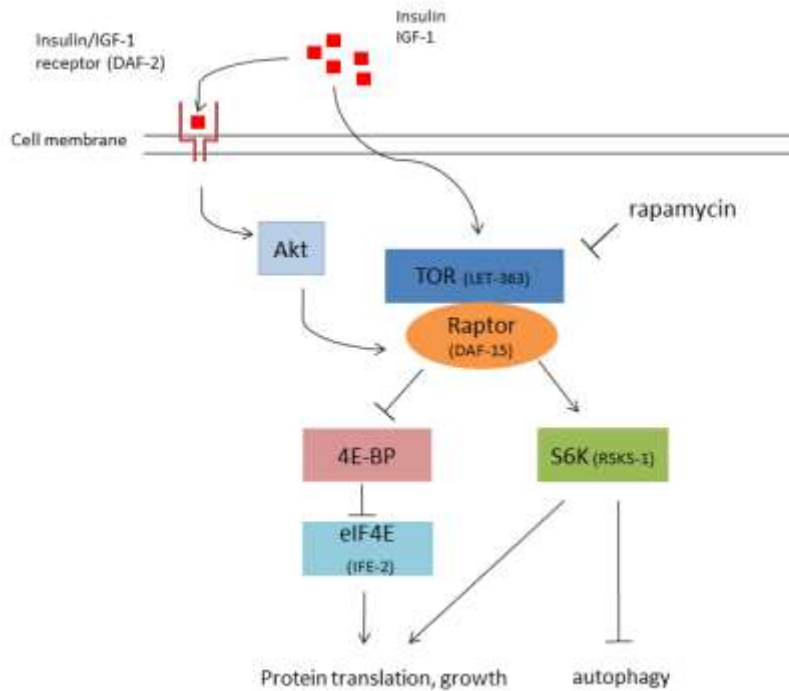 Insulin/IGF-1
receptor (DAF-2)
Insulin
IGF-1
Cell membrane
rapamycin
Akt
TOR (LET-363)
Raptor
(DAF-15)
4E-BP
S6K (RSKS-1)
eIF4E
(IFE-2)
Protein translation, growth
autophagy